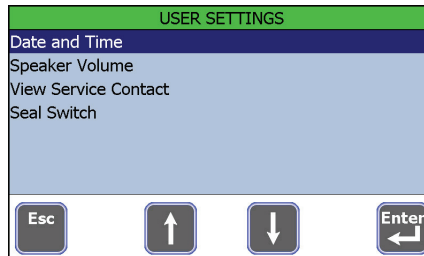 USER SETTINGS
Date and Time
Speaker Volume
View Service Contact
Seal Switch
Esc
Enter